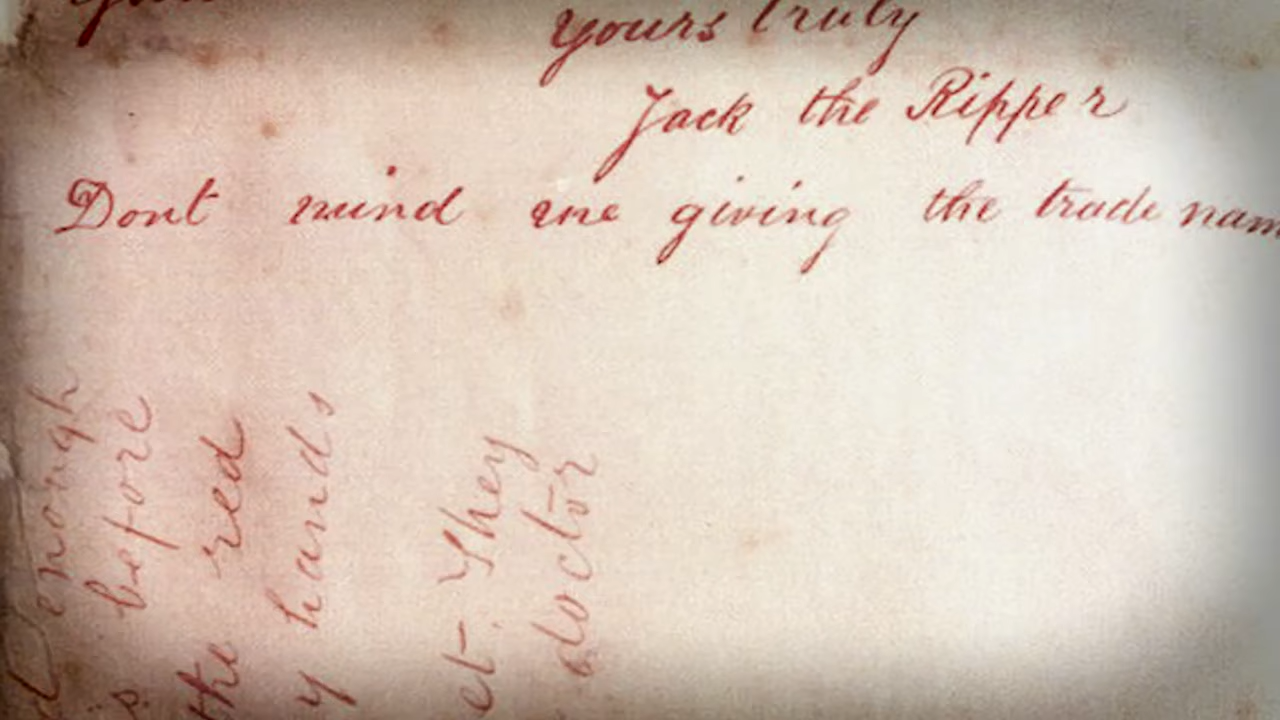 yours truly
Jack the Ripper
Dont mind me giving the trade nam
enough
before
the red
y hands
et. They
doctor